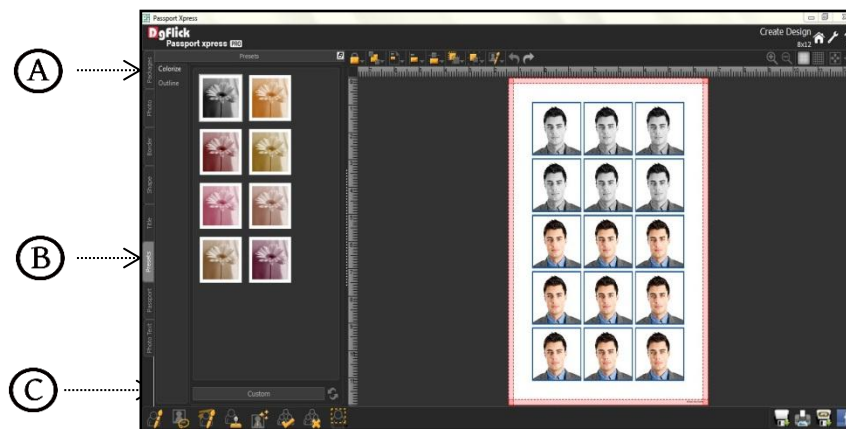 Passport Xpress
DgFlick
Passport xpress PRO
Create Design
8x12
A
B
C
Packages
Photo
Border
Shape
Title
Presets
Passport
Photo Text
Presets
Colorize
Outline
Custom